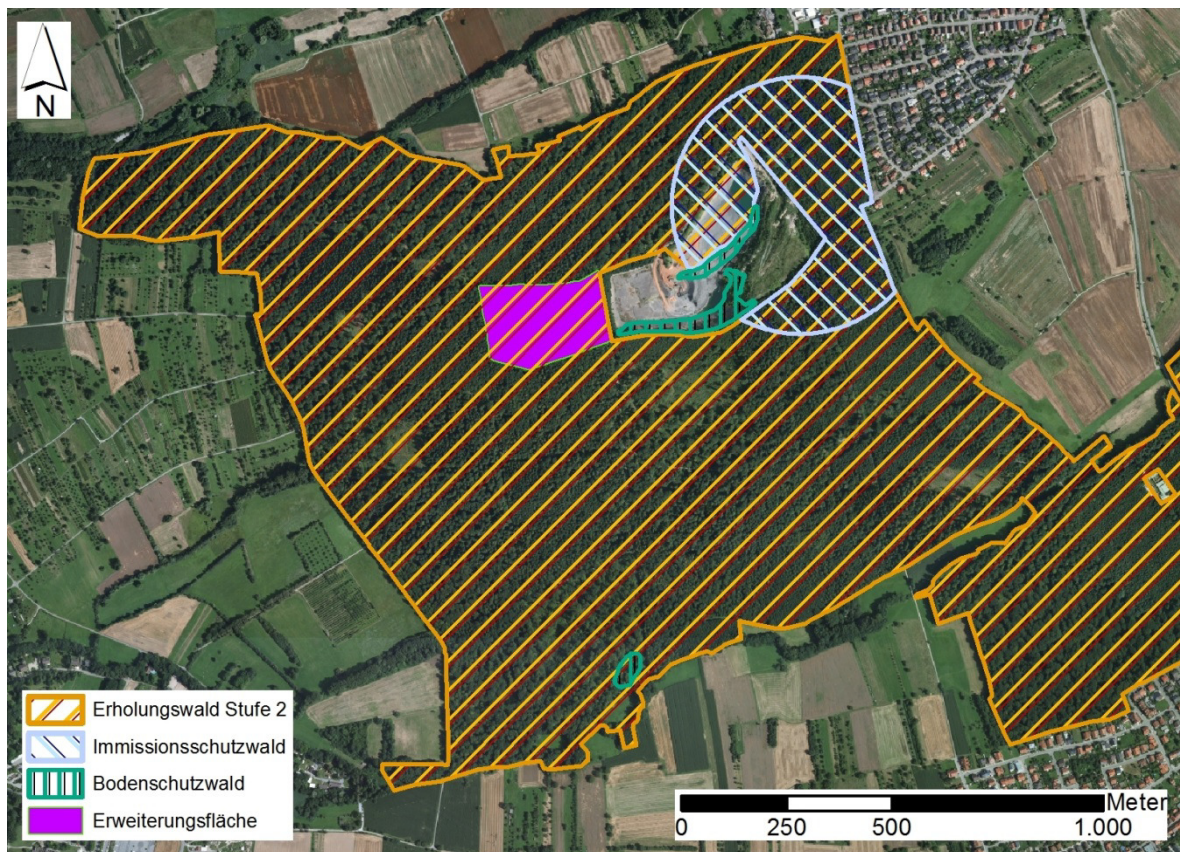 N
Erholungswald Stufe 2
Immissionsschutzwald
Bodenschutzwald
Erweiterungsfläche
Meter
0 250 500 1.000